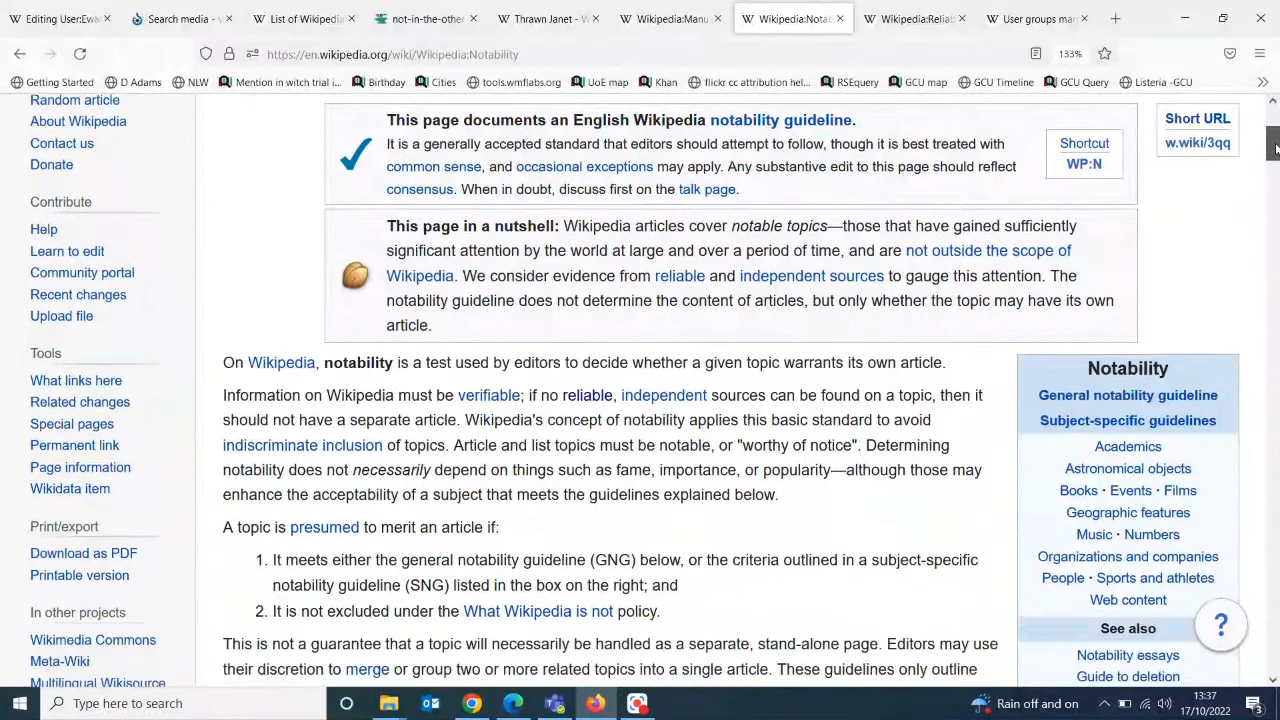 Editing User:Ewa
Search media - 
List of Wikipedia
not-in-the-other
Thrawn Janet - W
Wikipedia:Manu
Wikipedia:Nota
Wikipedia:Relia
User groups ma
https://en.wikipedia.org/wiki/Wikipedia:Notability
133%
Getting Started
D Adams
NLW
Mention in witch trial i...
Birthday
Cities
tools.wmflabs.org
UoE map
Khan
flickr cc attribution hel...
RSEquery
GCU map
GCU Timeline
GCU Query
Listeria -GCU
Random article
About Wikipedia
Contact us
Donate
Contribute
Help
Learn to edit
Community portal
Recent changes
Upload file
Tools
What links here
Related changes
Special pages
Permanent link
Page information
Wikidata item
Print/export
Download as PDF
Printable version
In other projects
Wikimedia Commons
Meta-Wiki
Multilingual Wikisource
This page documents an English Wikipedia notability guideline.
It is a generally accepted standard that editors should attempt to follow, though it is best treated with
common sense, and occasional exceptions may apply. Any substantive edit to this page should reflect
consensus. When in doubt, discuss first on the talk page.
Shortcut
WP:N
Short URL
w.wiki/3qq
This page in a nutshell: Wikipedia articles cover notable topics—those that have gained sufficiently
significant attention by the world at large and over a period of time, and are not outside the scope of
Wikipedia. We consider evidence from reliable and independent sources to gauge this attention. The
notability guideline does not determine the content of articles, but only whether the topic may have its own
article.
On Wikipedia, notability is a test used by editors to decide whether a given topic warrants its own article.
Information on Wikipedia must be verifiable; if no reliable, independent sources can be found on a topic, then it
should not have a separate article. Wikipedia's concept of notability applies this basic standard to avoid
indiscriminate inclusion of topics. Article and list topics must be notable, or "worthy of notice". Determining
notability does not necessarily depend on things such as fame, importance, or popularity—although those may
enhance the acceptability of a subject that meets the guidelines explained below.
A topic is presumed to merit an article if:
1. It meets either the general notability guideline (GNG) below, or the criteria outlined in a subject-specific
notability guideline (SNG) listed in the box on the right; and
2. It is not excluded under the What Wikipedia is not policy.
This is not a guarantee that a topic will necessarily be handled as a separate, stand-alone page. Editors may use
their discretion to merge or group two or more related topics into a single article. These guidelines only outline
Notability
General notability guideline
Subject-specific guidelines
Academics
Astronomical objects
Books · Events · Films
Geographic features
Music · Numbers
Organizations and companies
People · Sports and athletes
Web content
See also
Notability essays
Guide to deletion
?
Type here to search
Rain off and on
13:37
17/10/2022
3